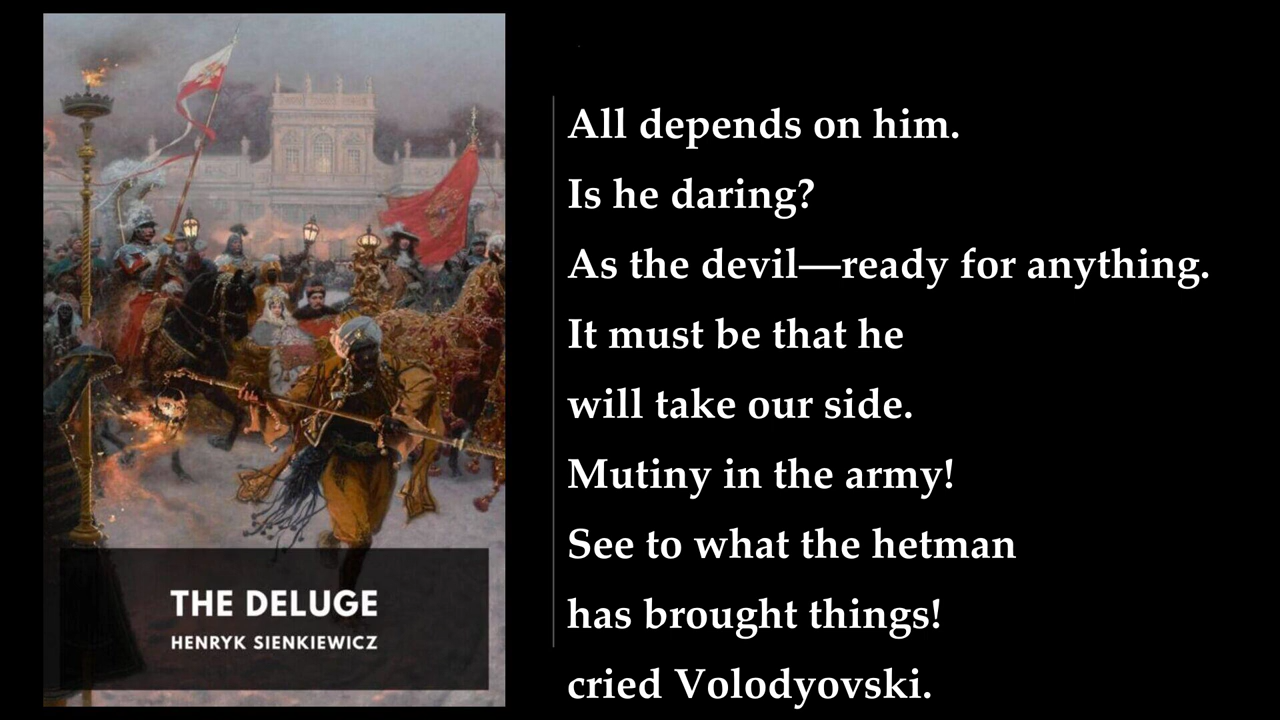 THE DELUGE
HENRYK SIENKIEWICZ
All depends on him.
Is he daring?
As the devil—ready for anything.
It must be that he
will take our side.
Mutiny in the army!
See to what the hetman
has brought things!
cried Volodyovski.